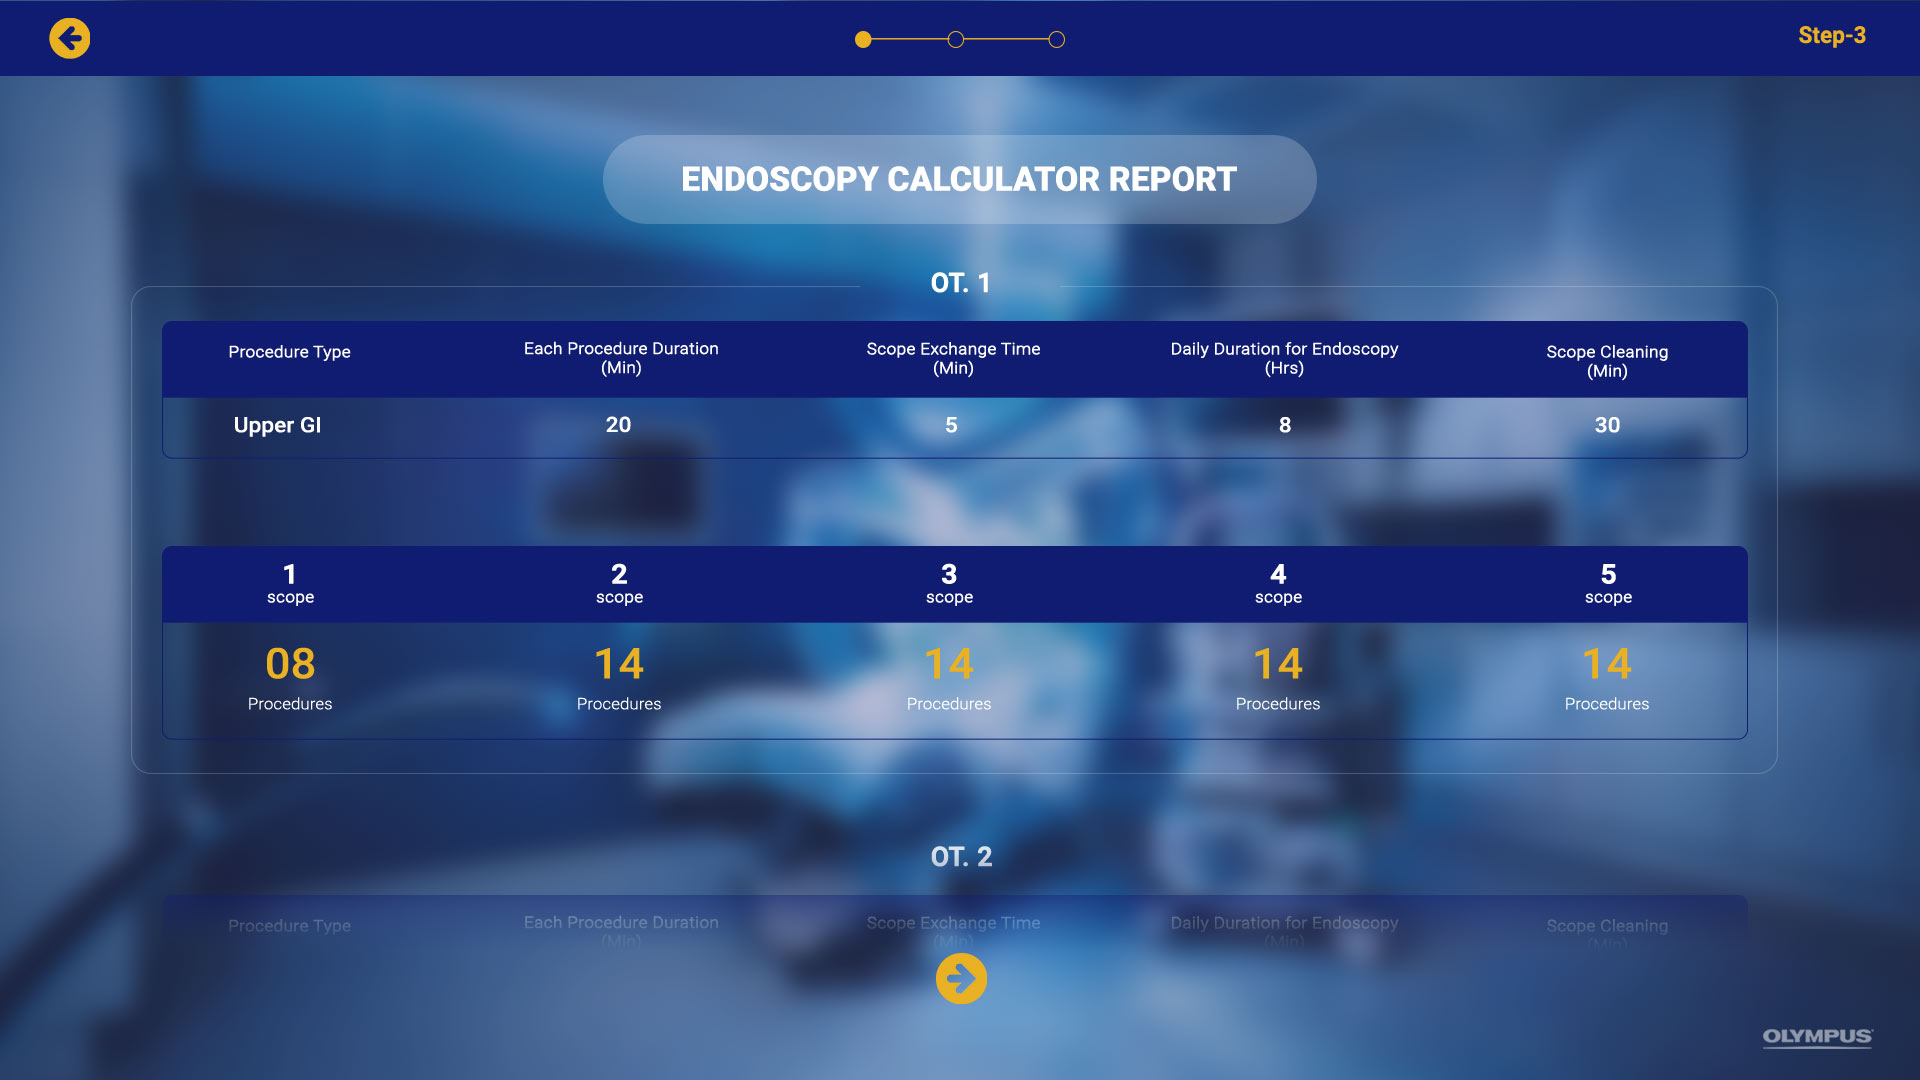 Step-3
ENDOSCOPY CALCULATOR REPORT
OT. 1
Procedure Type
Each Procedure Duration
(Min)
Scope Exchange Time
(Min)
Daily Duration for Endoscopy
(Hrs)
Scope Cleaning
(Min)
Upper GI
20
5
8
30
1
scope
2
scope
3
scope
4
scope
5
scope
08
Procedures
14
Procedures
14
Procedures
14
Procedures
14
Procedures
OT. 2
Procedure Type
Each Procedure Duration
(Min)
Scope Exchange Time
(Min)
Daily Duration for Endoscopy
(Min)
Scope Cleaning
(Min)
OLYMPUS